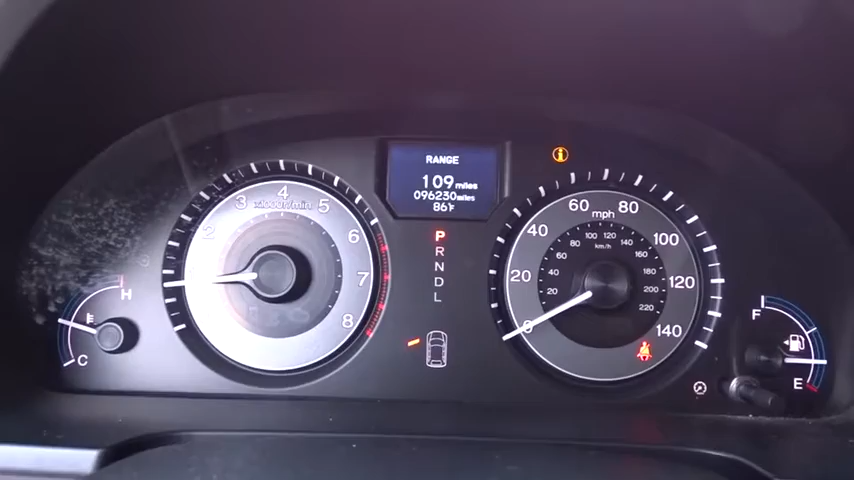 RANGE
109 miles
096230 miles
86°F
P
R
N
D
L
2
3
4
5
6
7
8
x1000r/min
H
C
0
20
40
60
80
100
120
140
mph
km/h
20
40
60
80
100
120
140
160
180
200
220
F
E